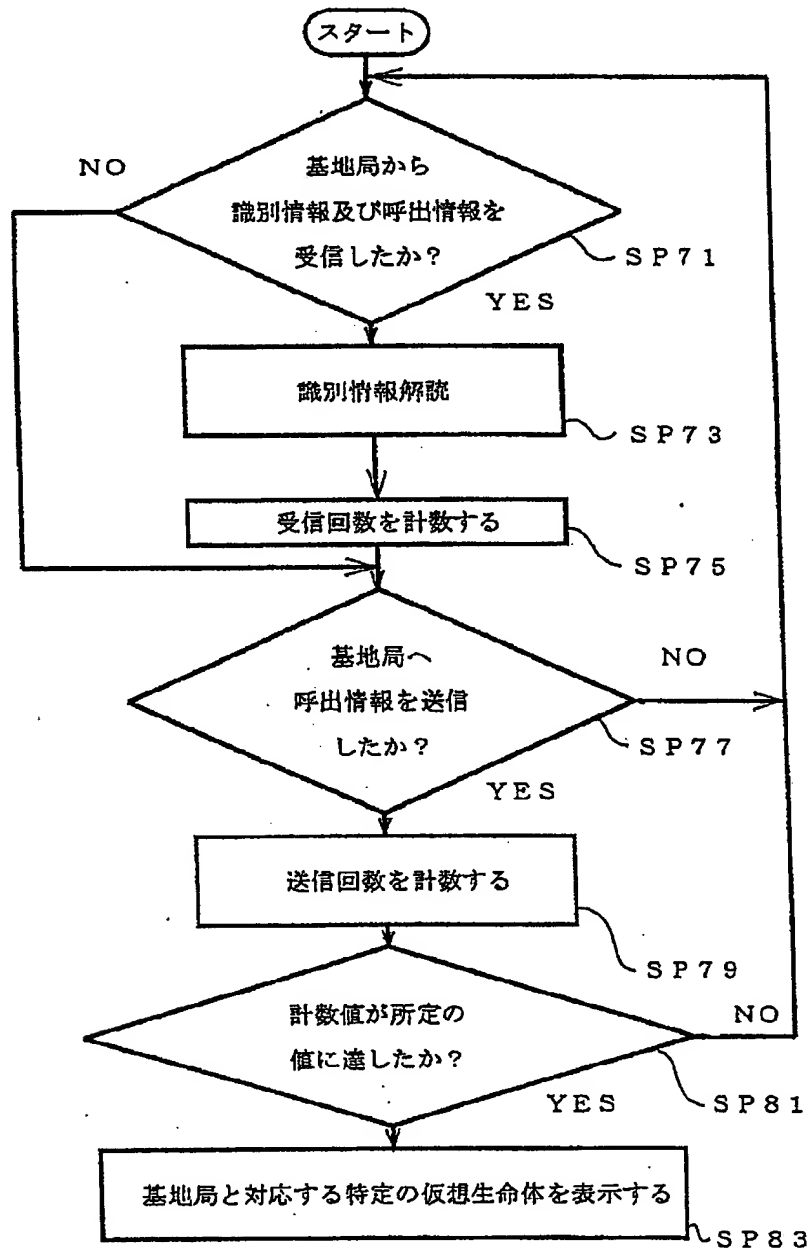 スタート
NO
基地局から
識別情報及び呼出情報を
受信したか？
SP71
YES
識別情報解読
SP73
受信回数を計数する
SP75
基地局へ
呼出情報を送信
したか？
NO
SP77
YES
送信回数を計数する
SP79
計数値が所定の
値に達したか？
NO
YES
SP81
基地局と対応する特定の仮想生命体を表示する
SP83